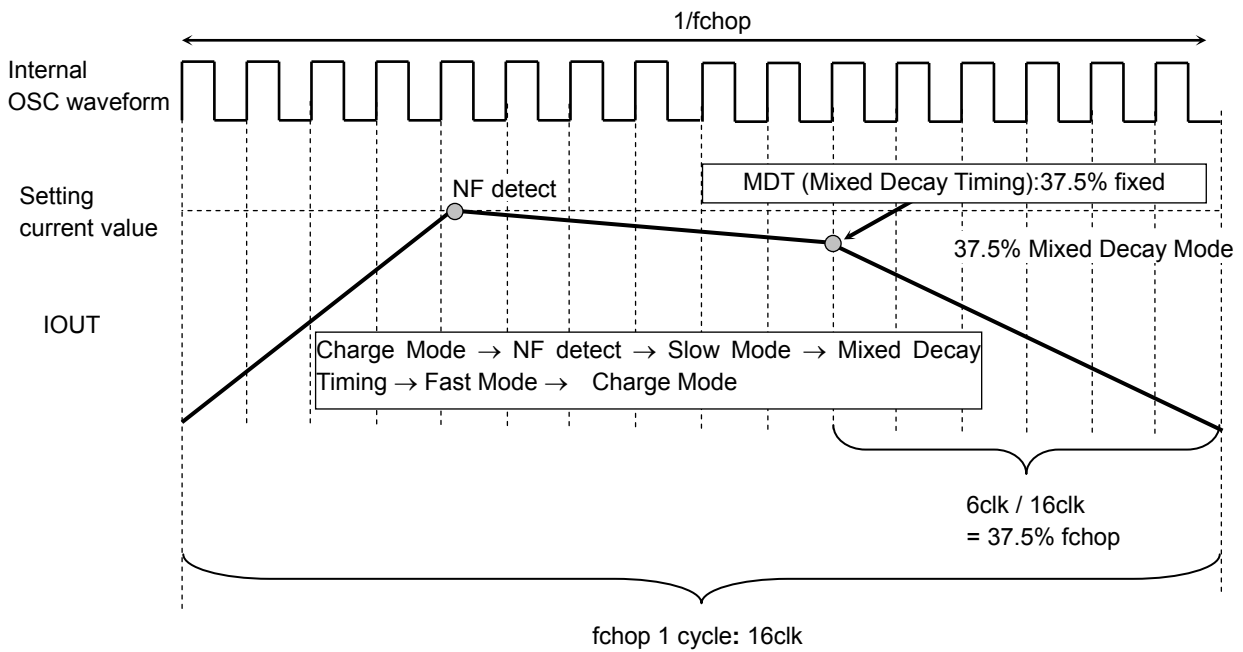 1/fchop
Internal
OSC waveform
Setting
current value
NF detect
MDT (Mixed Decay Timing):37.5% fixed
37.5% Mixed Decay Mode
IOUT
Charge Mode → NF detect → Slow Mode → Mixed Decay
Timing → Fast Mode → Charge Mode
6clk / 16clk
= 37.5% fchop
fchop 1 cycle: 16clk